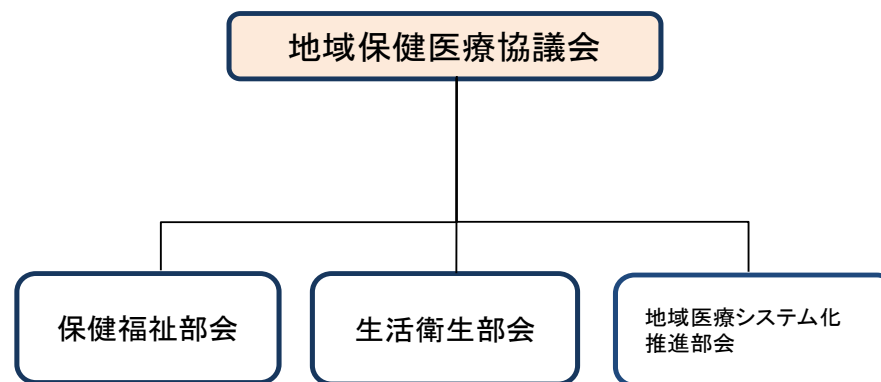 地域保健医療協議会
保健福祉部会
生活衛生部会
地域医療システム化
推進部会